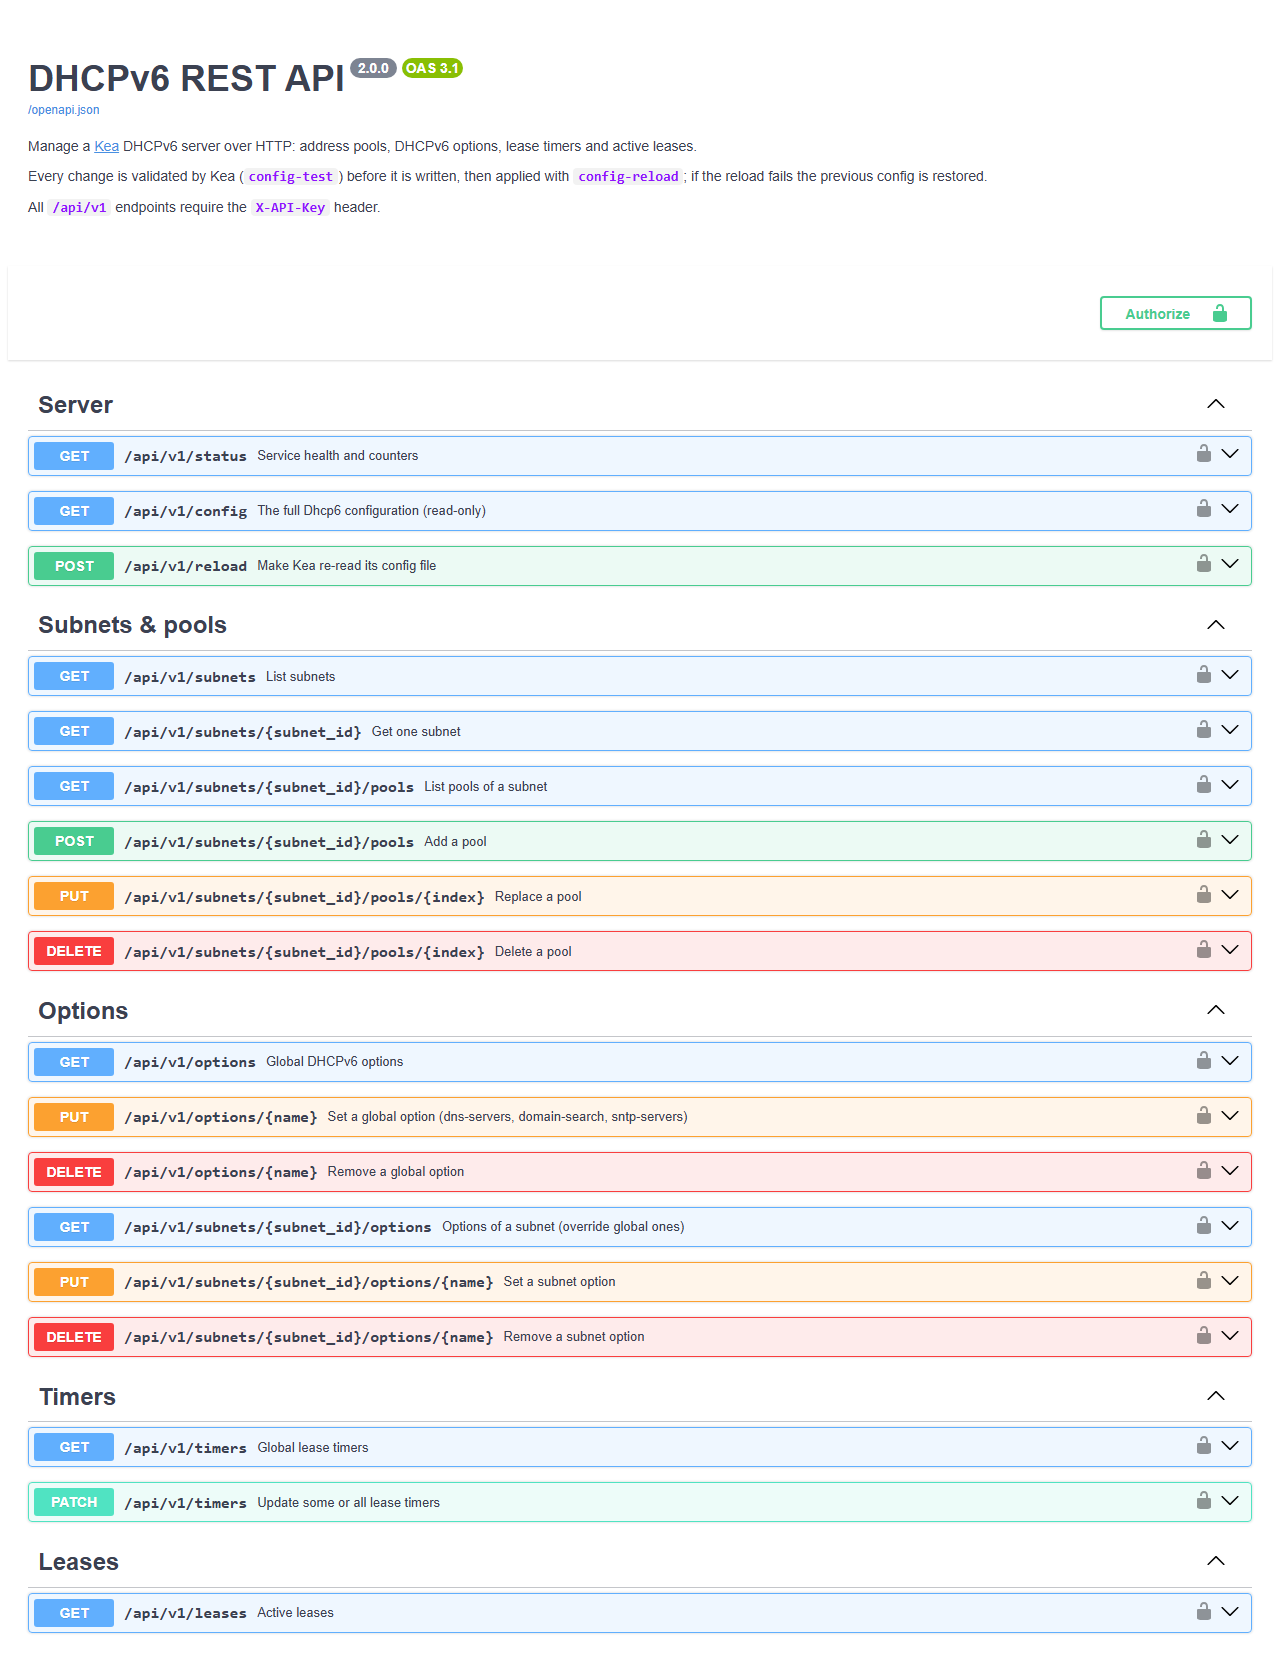 DHCPv6 REST API 2.0.0 OAS 3.1
/openapi.json
Manage a Kea DHCPv6 server over HTTP: address pools, DHCPv6 options, lease timers and active leases.
Every change is validated by Kea ( config-test ) before it is written, then applied with config-reload ; if the reload fails the previous config is restored.
All /api/v1 endpoints require the X-API-Key header.
Authorize
Server
GET /api/v1/status Service health and counters
GET /api/v1/config The full Dhcp6 configuration (read-only)
POST /api/v1/reload Make Kea re-read its config file
Subnets & pools
GET /api/v1/subnets List subnets
GET /api/v1/subnets/{subnet_id} Get one subnet
GET /api/v1/subnets/{subnet_id}/pools List pools of a subnet
POST /api/v1/subnets/{subnet_id}/pools Add a pool
PUT /api/v1/subnets/{subnet_id}/pools/{index} Replace a pool
DELETE /api/v1/subnets/{subnet_id}/pools/{index} Delete a pool
Options
GET /api/v1/options Global DHCPv6 options
PUT /api/v1/options/{name} Set a global option (dns-servers, domain-search, sntp-servers)
DELETE /api/v1/options/{name} Remove a global option
GET /api/v1/subnets/{subnet_id}/options Options of a subnet (override global ones)
PUT /api/v1/subnets/{subnet_id}/options/{name} Set a subnet option
DELETE /api/v1/subnets/{subnet_id}/options/{name} Remove a subnet option
Timers
GET /api/v1/timers Global lease timers
PATCH /api/v1/timers Update some or all lease timers
Leases
GET /api/v1/leases Active leases